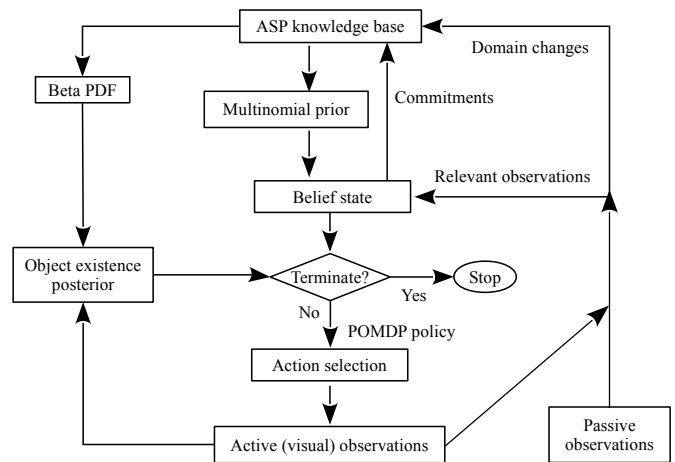 ASP knowledge base
Domain changes
Beta PDF
Multinomial prior
Commitments
Relevant observations
Belief state
Object existence
posterior
Terminate?
Stop
Yes
No
POMDP policy
Action selection
Active (visual) observations
Passive
observations